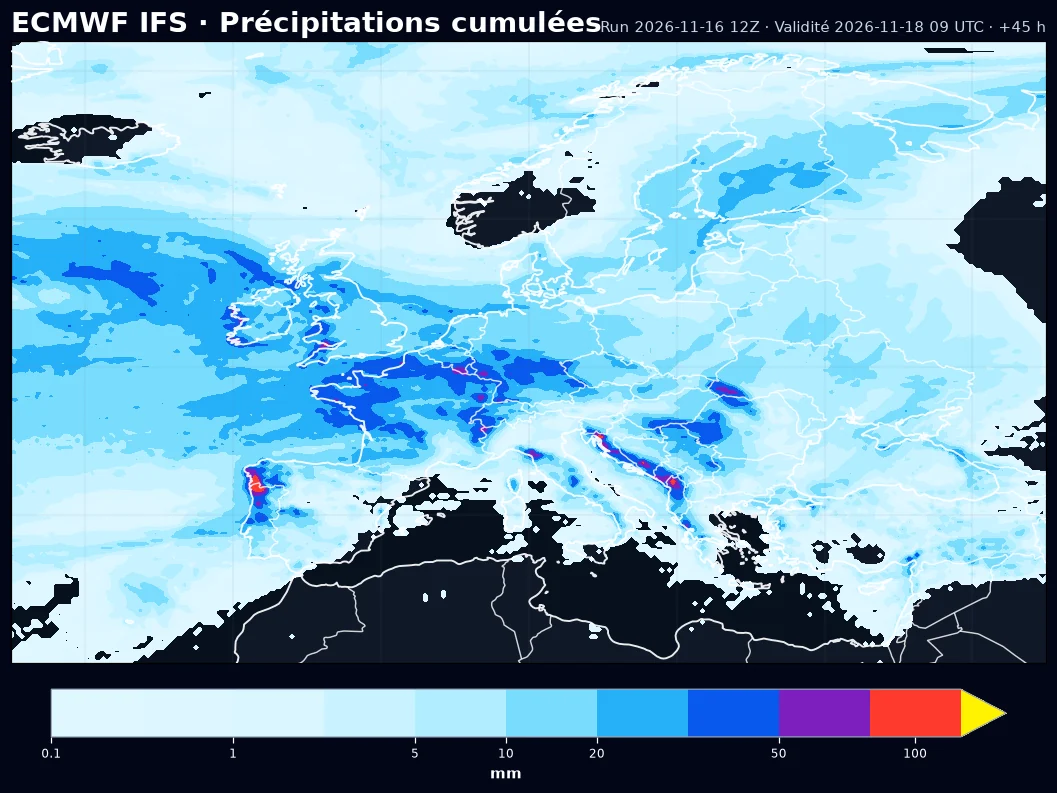 ECMWF IFS · Précipitations cumulées
Run 2026-11-16 12Z · Validité 2026-11-18 09 UTC · +45 h
0.1 1 5 10 20 50 100
mm